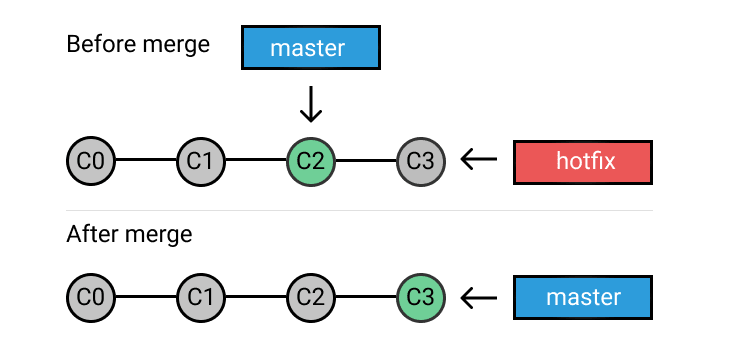 Before merge
master
C0 C1 C2 C3
hotfix
After merge
C0 C1 C2 C3
master